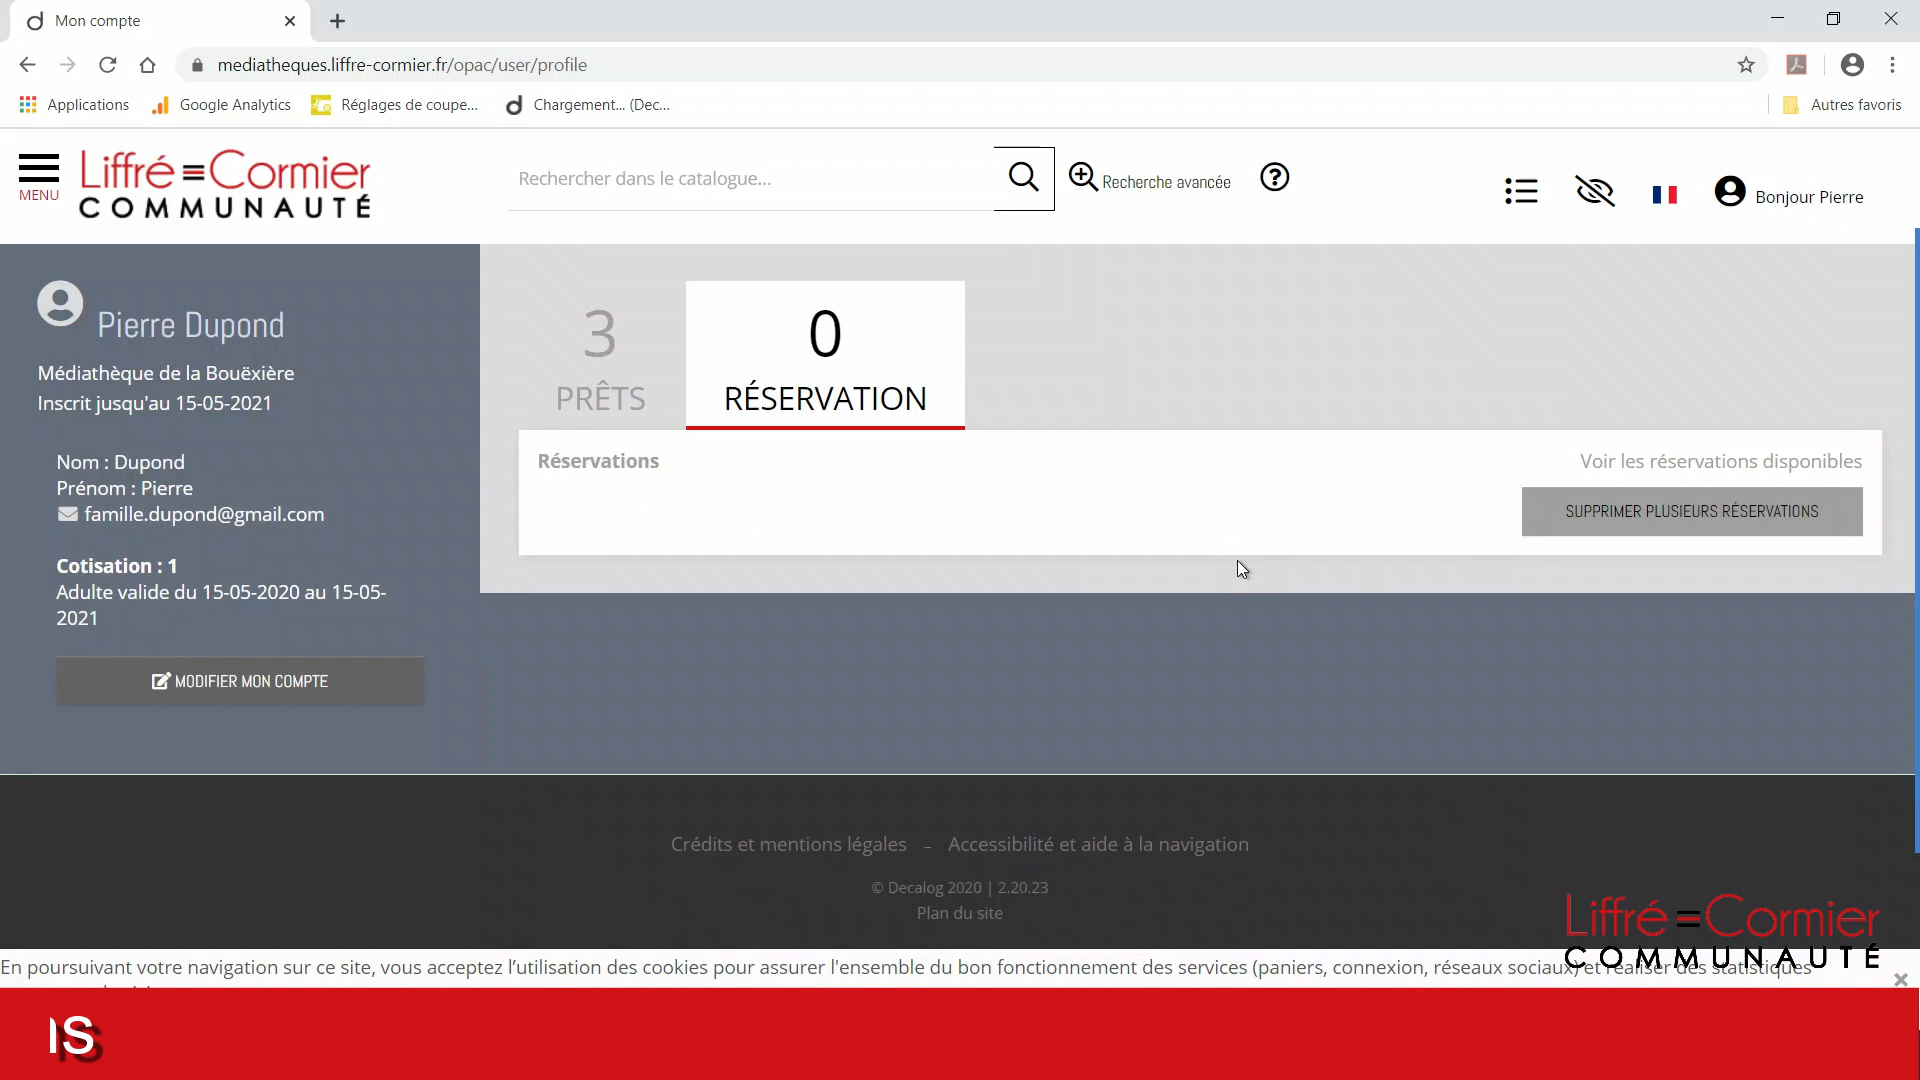 Mon compte
mediatheques.liffre-cormier.fr/opac/user/profile
Applications
Google Analytics
Réglages de coupe...
Chargement... (Dec...
Autres favoris
MENU
Liffré=Cormier
COMMUNAUTÉ
Rechercher dans le catalogue...
Recherche avancée
Bonjour Pierre
Pierre Dupond
Médiathèque de la Bouëxière
Inscrit jusqu'au 15-05-2021
Nom : Dupond
Prénom : Pierre
famille.dupond@gmail.com
Cotisation : 1
Adulte valide du 15-05-2020 au 15-05-
2021
MODIFIER MON COMPTE
3
PRÊTS
0
RÉSERVATION
Réservations
Voir les réservations disponibles
SUPPRIMER PLUSIEURS RÉSERVATIONS
Crédits et mentions légales – Accessibilité et aide à la navigation
© Decalog 2020 | 2.20.23
Plan du site
Liffré=Cormier
COMMUNAUTÉ
En poursuivant votre navigation sur ce site, vous acceptez l’utilisation des cookies pour assurer l'ensemble du bon fonctionnement des services (paniers, connexion, réseaux sociaux) et réaliser des statistiques
IS